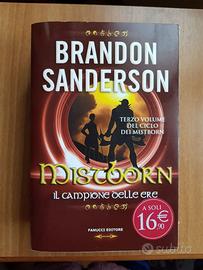 BRANDON
SANDERSON
TERZO VOLUME
DEL CICLO
DEI MISTBORN
MISTBORN
IL CAMPIONE DELLE ERE
A SOLI
16,90 €
FANUCCI EDITORE
subito